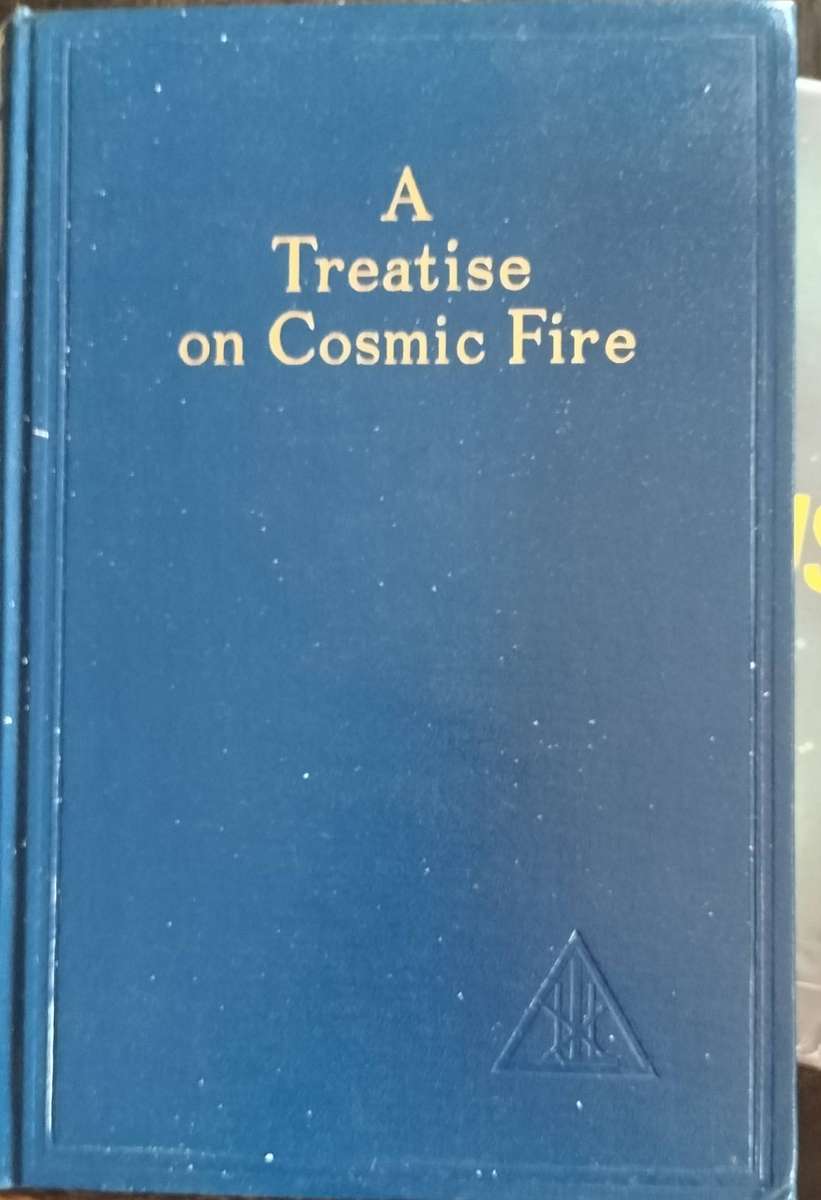 A
Treatise
on Cosmic Fire